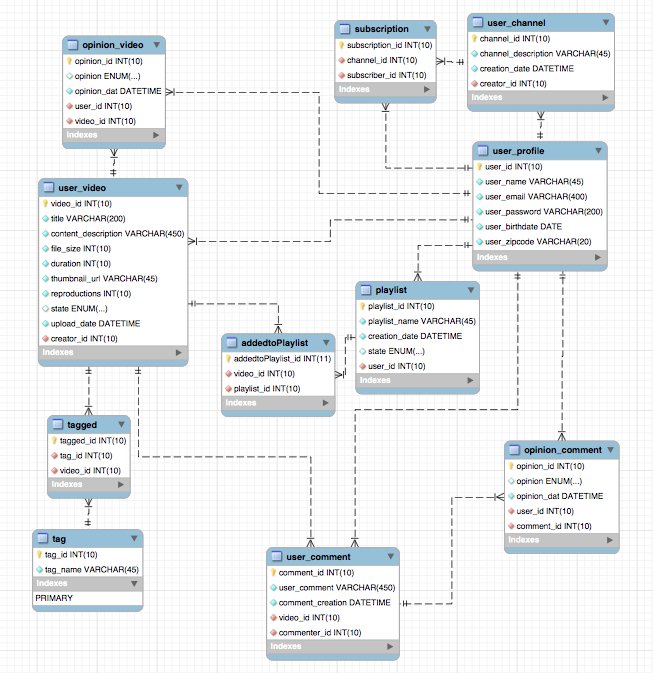 opinion_video
opinion_id INT(10)
opinion ENUM(...)
opinion_dat DATETIME
user_id INT(10)
video_id INT(10)
Indexes
subscription
subscription_id INT(10)
channel_id INT(10)
subscriber_id INT(10)
Indexes
user_channel
channel_id INT(10)
channel_description VARCHAR(45)
creation_date DATETIME
creator_id INT(10)
Indexes
user_profile
user_id INT(10)
user_name VARCHAR(45)
user_email VARCHAR(400)
user_password VARCHAR(200)
user_birthdate DATE
user_zipcode VARCHAR(20)
Indexes
user_video
video_id INT(10)
title VARCHAR(200)
content_description VARCHAR(450)
file_size INT(10)
duration INT(10)
thumbnail_url VARCHAR(45)
reproductions INT(10)
state ENUM(...)
upload_date DATETIME
creator_id INT(10)
Indexes
playlist
playlist_id INT(10)
playlist_name VARCHAR(45)
creation_date DATETIME
state ENUM(...)
user_id INT(10)
Indexes
addedtoPlaylist
addedtoPlaylist_id INT(11)
video_id INT(10)
playlist_id INT(10)
Indexes
tagged
tagged_id INT(10)
tag_id INT(10)
video_id INT(10)
Indexes
opinion_comment
opinion_id INT(10)
opinion ENUM(...)
opinion_dat DATETIME
user_id INT(10)
comment_id INT(10)
Indexes
tag
tag_id INT(10)
tag_name VARCHAR(45)
Indexes
PRIMARY
user_comment
comment_id INT(10)
user_comment VARCHAR(450)
comment_creation DATETIME
video_id INT(10)
commenter_id INT(10)
Indexes